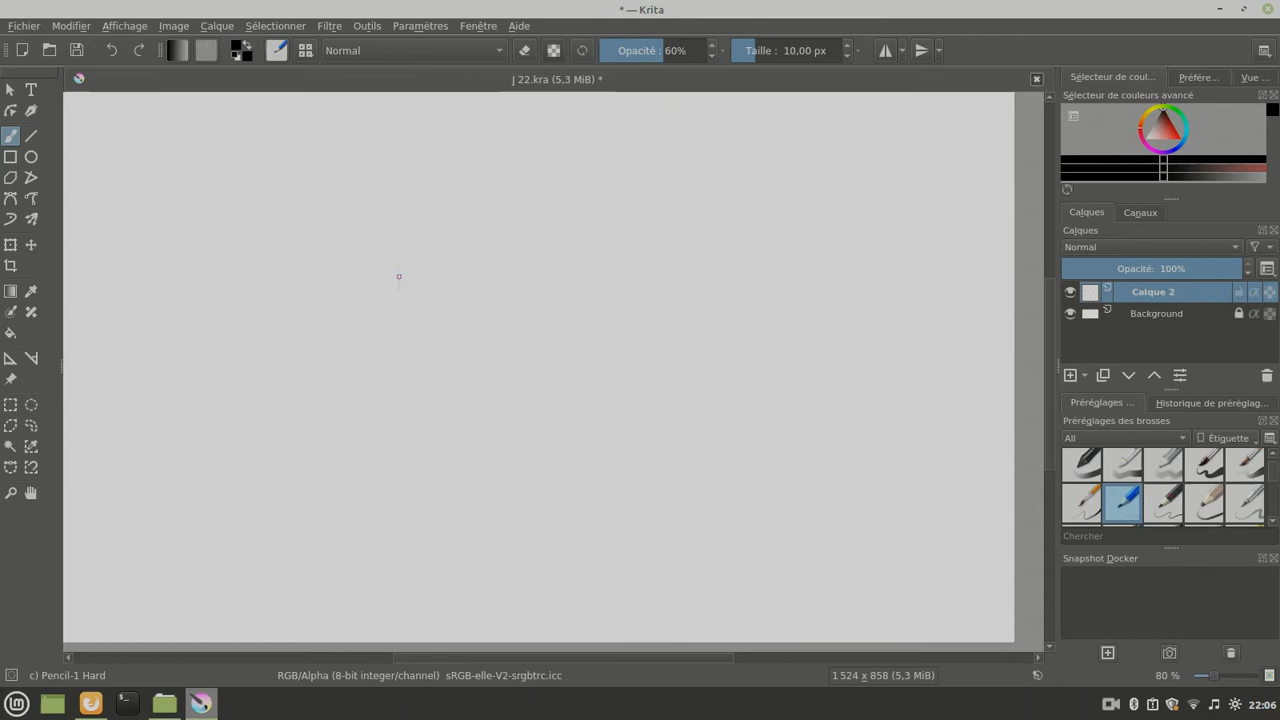 * — Krita
Fichier Modifier Affichage Image Calque Sélectionner Filtre Outils Paramètres Fenêtre Aide
Normal Opacité : 60% Taille : 10,00 px
j 22.kra (5,3 MiB) *
Sélecteur de coul... Préfére... Vue ...
Sélecteur de couleurs avancé
Calques Canaux
Calques
Normal
Opacité: 100%
Calque 2
Background
Préréglages ... Historique de préréglag...
Préréglages des brosses
All Étiquette
Chercher
Snapshot Docker
c) Pencil-1 Hard RGB/Alpha (8-bit integer/channel) sRGB-elle-V2-srgbtrc.icc 1 524 x 858 (5,3 MiB) 80 %
22:06